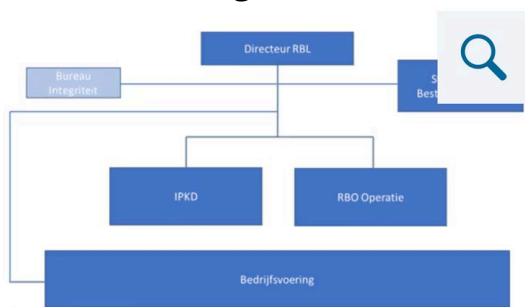 Directeur RBL
Bureau
Integriteit
IPKD
RBO Operatie
Bedrijfsvoering